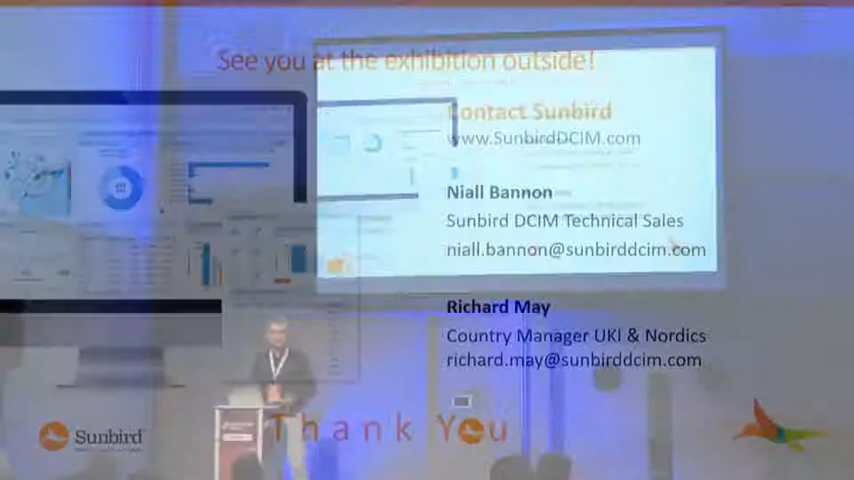 See you at the exhibition outside!
Contact Sunbird
www.SunbirdDCIM.com
Niall Bannon
Sunbird DCIM Technical Sales
niall.bannon@sunbirddcim.com
Richard May
Country Manager UKI & Nordics
richard.may@sunbirddcim.com
Thank You
Sunbird